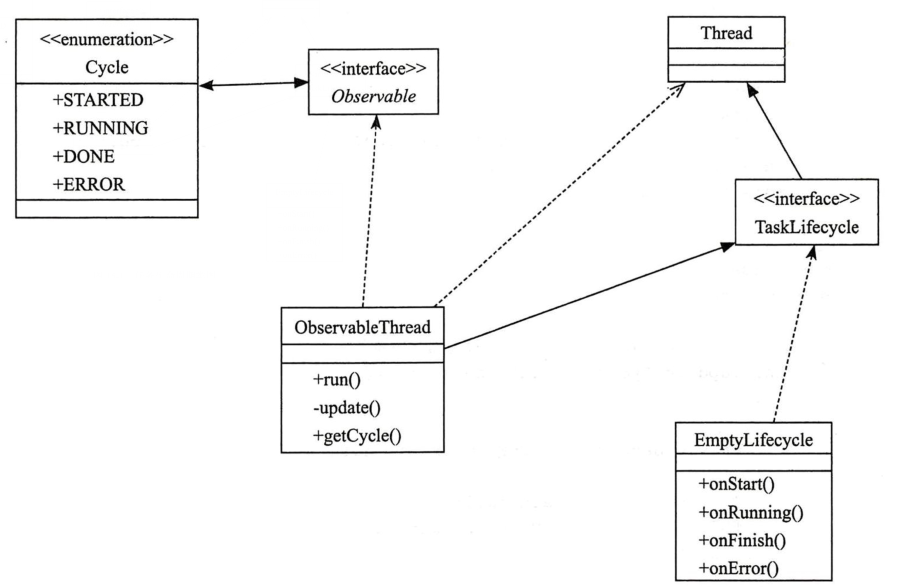 <<enumeration>>
Cycle
+STARTED
+RUNNING
+DONE
+ERROR
<<interface>>
Observable
Thread
<<interface>>
TaskLifecycle
ObservableThread
+run()
-update()
+getCycle()
EmptyLifecycle
+onStart()
+onRunning()
+onFinish()
+onError()